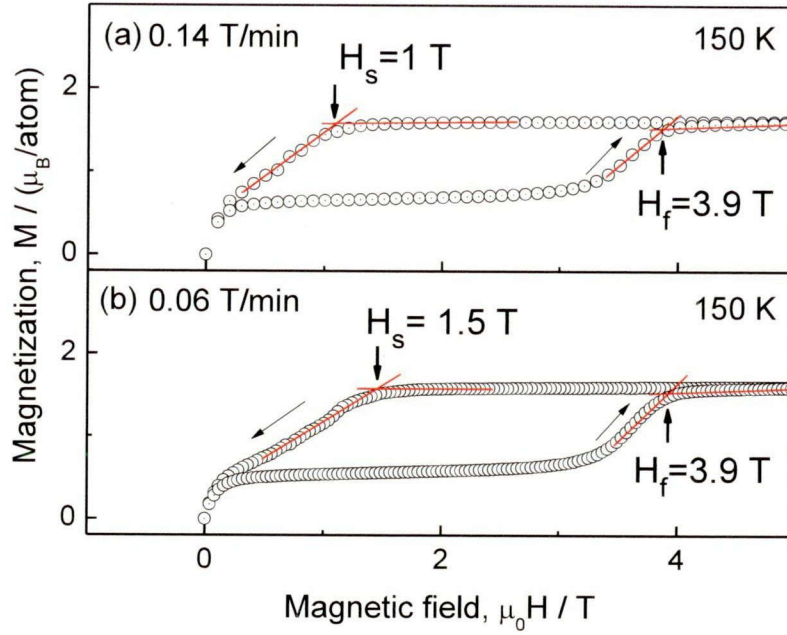 (a) 0.14 T/min
150 K
H_s=1 T
H_f=3.9 T
2
0
(b) 0.06 T/min
150 K
H_s= 1.5 T
H_f=3.9 T
2
0
0
2
4
Magnetization, M / (μ_B/atom)
Magnetic field, μ_0H / T